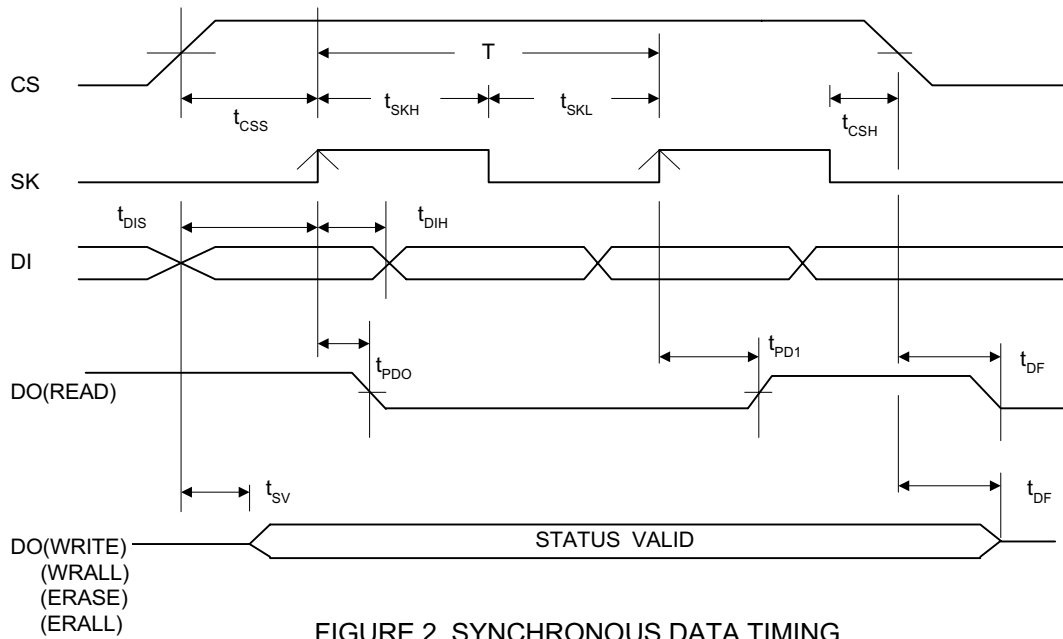 T
CS
tCSS
tSKH
tSKL
tCSH
SK
tDIS
tDIH
DI
tPDO
tPD1
tDF
DO(READ)
tSV
tDF
DO(WRITE)
STATUS VALID
(WRALL)
(ERASE)
(ERALL)
FIGURE 2. SYNCHRONOUS DATA TIMING